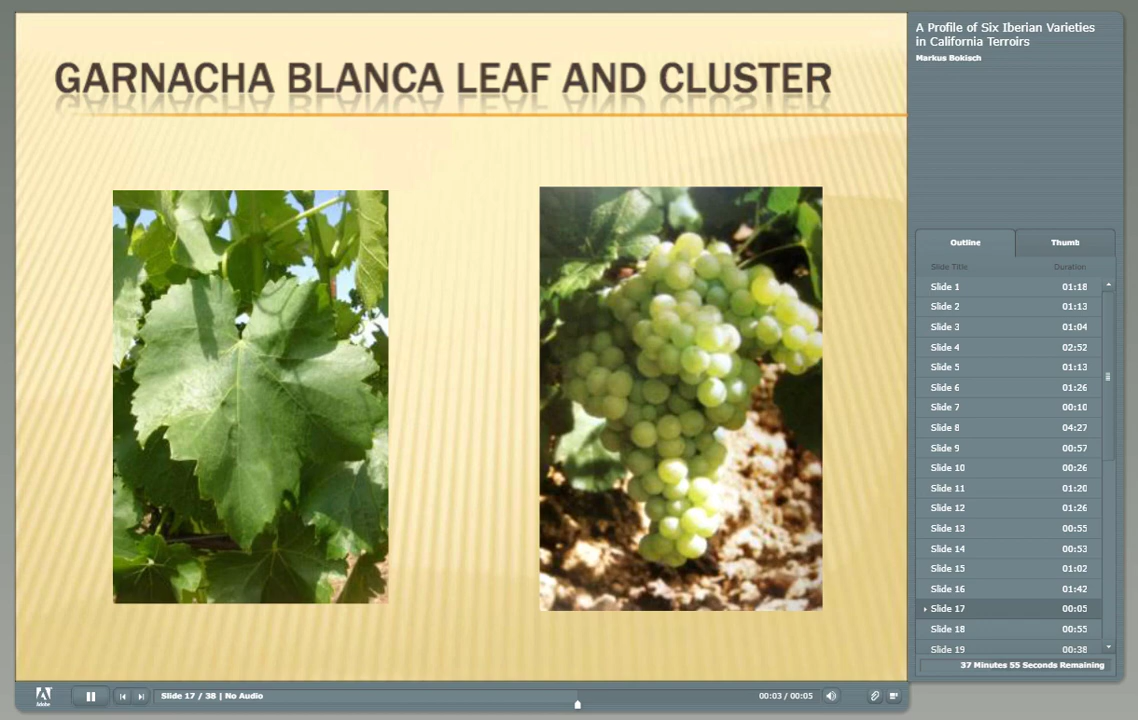 GARNACHA BLANCA LEAF AND CLUSTER
A Profile of Six Iberian Varieties
in California Terroirs
Markus Bokisch
Outline Thumb
Slide Title Duration
Slide 1 01:18
Slide 2 01:13
Slide 3 01:04
Slide 4 02:52
Slide 5 01:13
Slide 6 01:26
Slide 7 00:10
Slide 8 04:27
Slide 9 00:57
Slide 10 00:26
Slide 11 01:20
Slide 12 01:26
Slide 13 00:55
Slide 14 00:53
Slide 15 01:02
Slide 16 01:42
Slide 17 00:05
Slide 18 00:55
Slide 19 00:38
37 Minutes 55 Seconds Remaining
Adobe
Slide 17 / 38 | No Audio 00:03 / 00:05